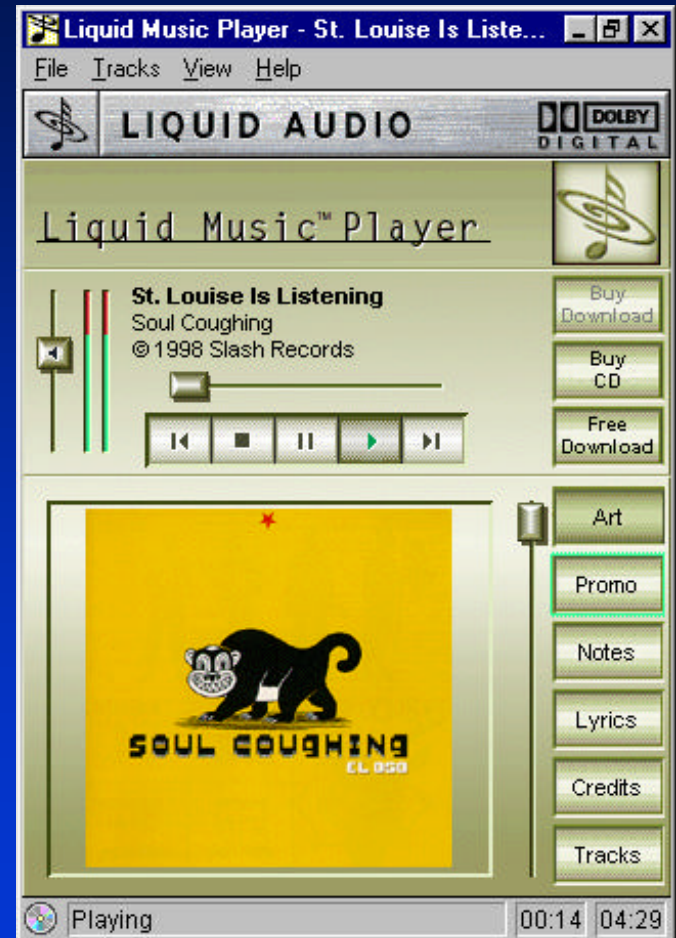 Liquid Music Player - St. Louise Is Liste...
File Tracks View Help
LIQUID AUDIO
DOLBY
DIGITAL
Liquid Music™ Player
St. Louise Is Listening
Soul Coughing
© 1998 Slash Records
Buy
Download
Buy
CD
Free
Download
Art
Promo
Notes
Lyrics
Credits
Tracks
SOUL COUGHING
EL OSO
Playing 00:14 04:29